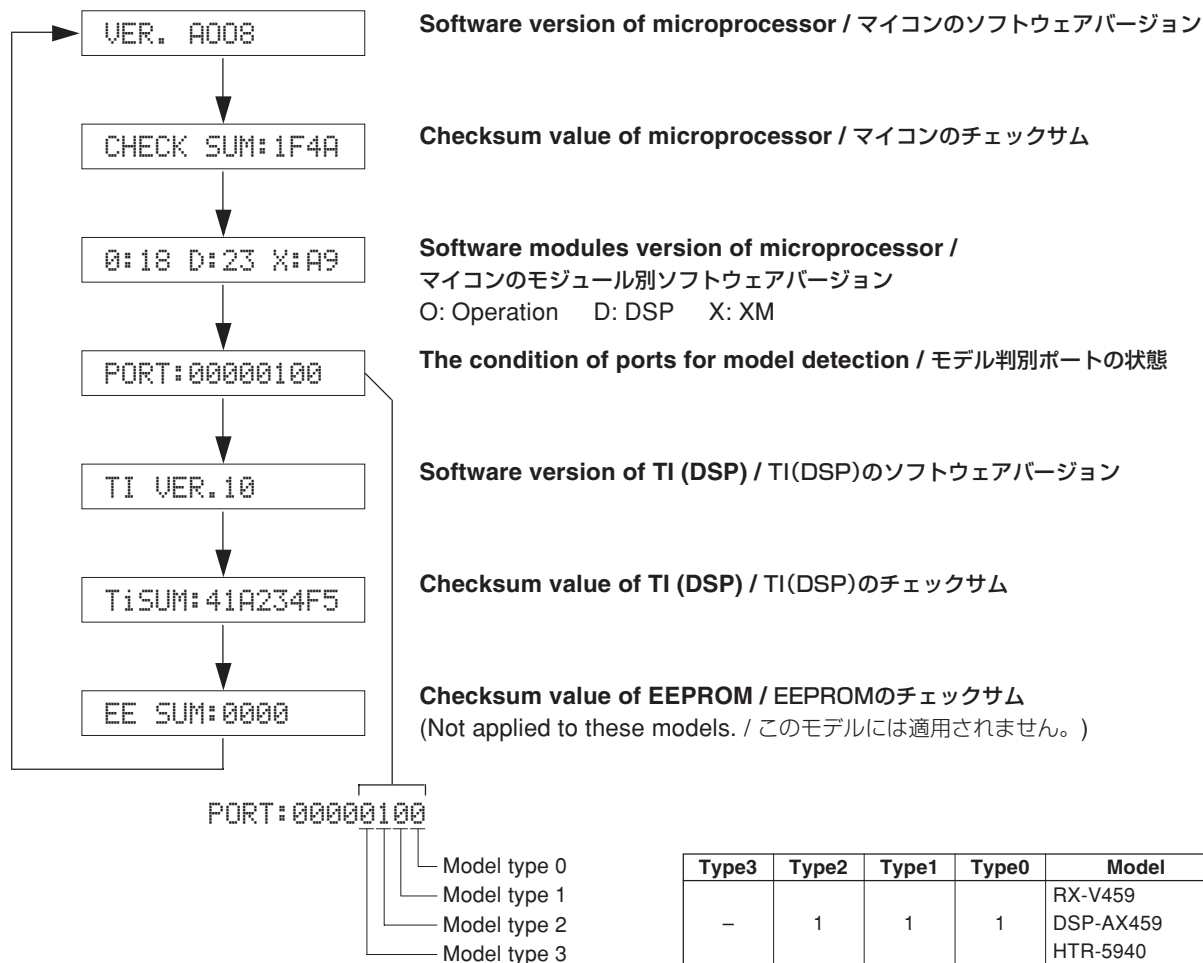 VER. A008
Software version of microprocessor / マイコンのソフトウェアバージョン
CHECK SUM:1F4A
Checksum value of microprocessor / マイコンのチェックサム
O:18 D:23 X:A9
Software modules version of microprocessor /
マイコンのモジュール別ソフトウェアバージョン
O: Operation D: DSP X: XM
PORT:00000100
The condition of ports for model detection / モデル判別ポートの状態
TI VER.10
Software version of TI (DSP) / TI(DSP)のソフトウェアバージョン
TiSUM:41A234F5
Checksum value of TI (DSP) / TI(DSP)のチェックサム
EE SUM:0000
Checksum value of EEPROM / EEPROMのチェックサム
(Not applied to these models. / このモデルには適用されません。)
PORT:00000100
Model type 0
Model type 1
Model type 2
Model type 3
Type3 Type2 Type1 Type0 Model
RX-V459
– 1 1 1 DSP-AX459
HTR-5940